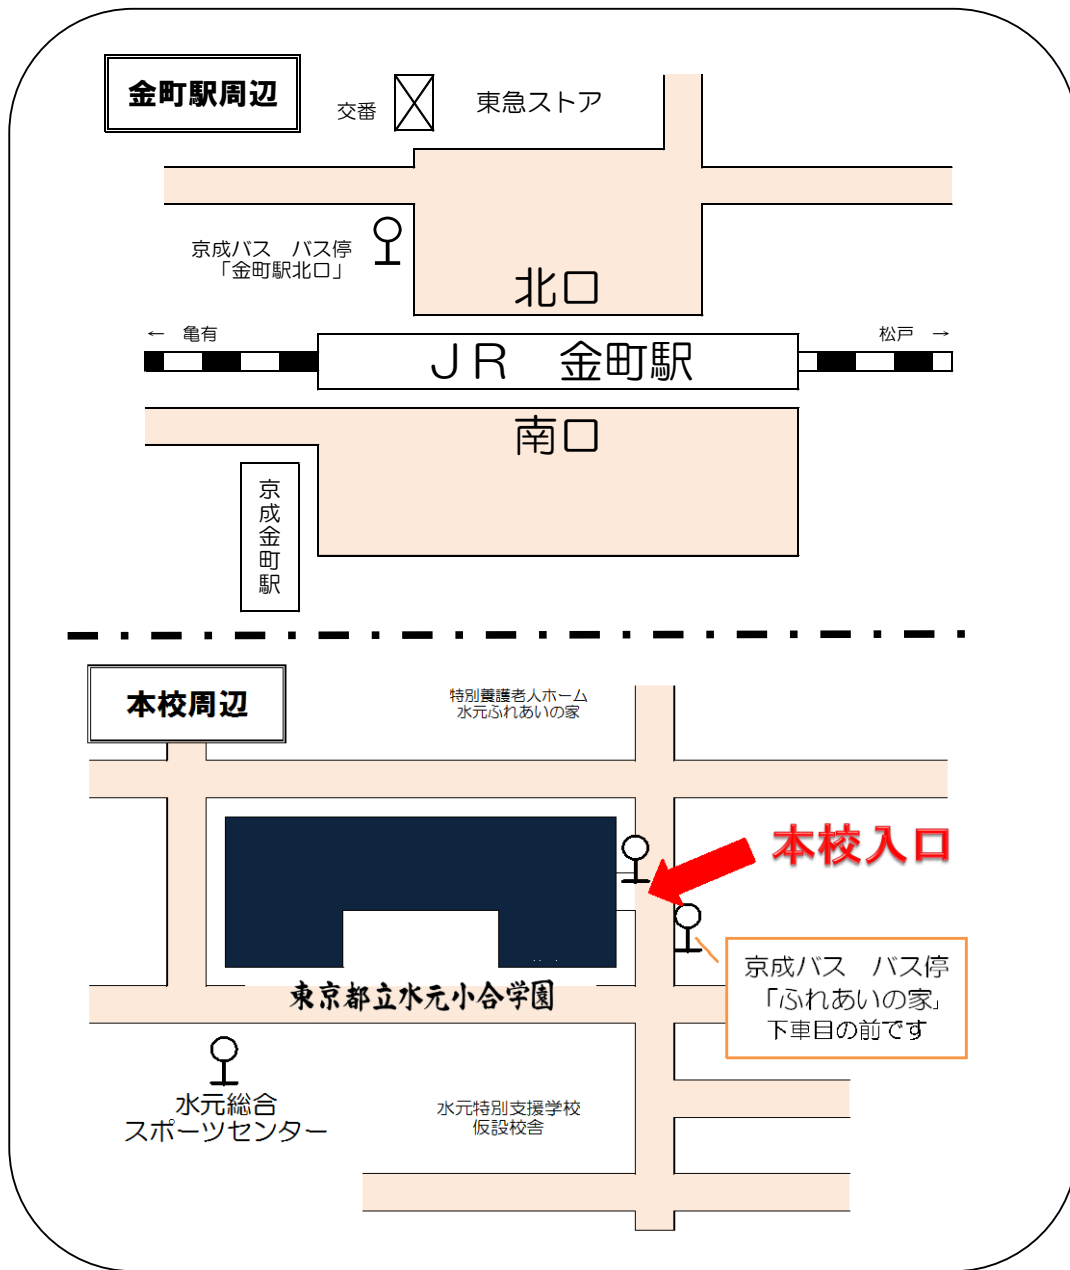 金町駅周辺
交番
東急ストア
京成バス　バス停
「金町駅北口」
北口
← 亀有
松戸 →
ＪＲ　金町駅
南口
京成金町駅
本校周辺
特別養護老人ホーム
水元ふれあいの家
本校入口
京成バス　バス停
「ふれあいの家」
下車目の前です
東京都立水元小合学園
水元総合
スポーツセンター
水元特別支援学校
仮設校舎